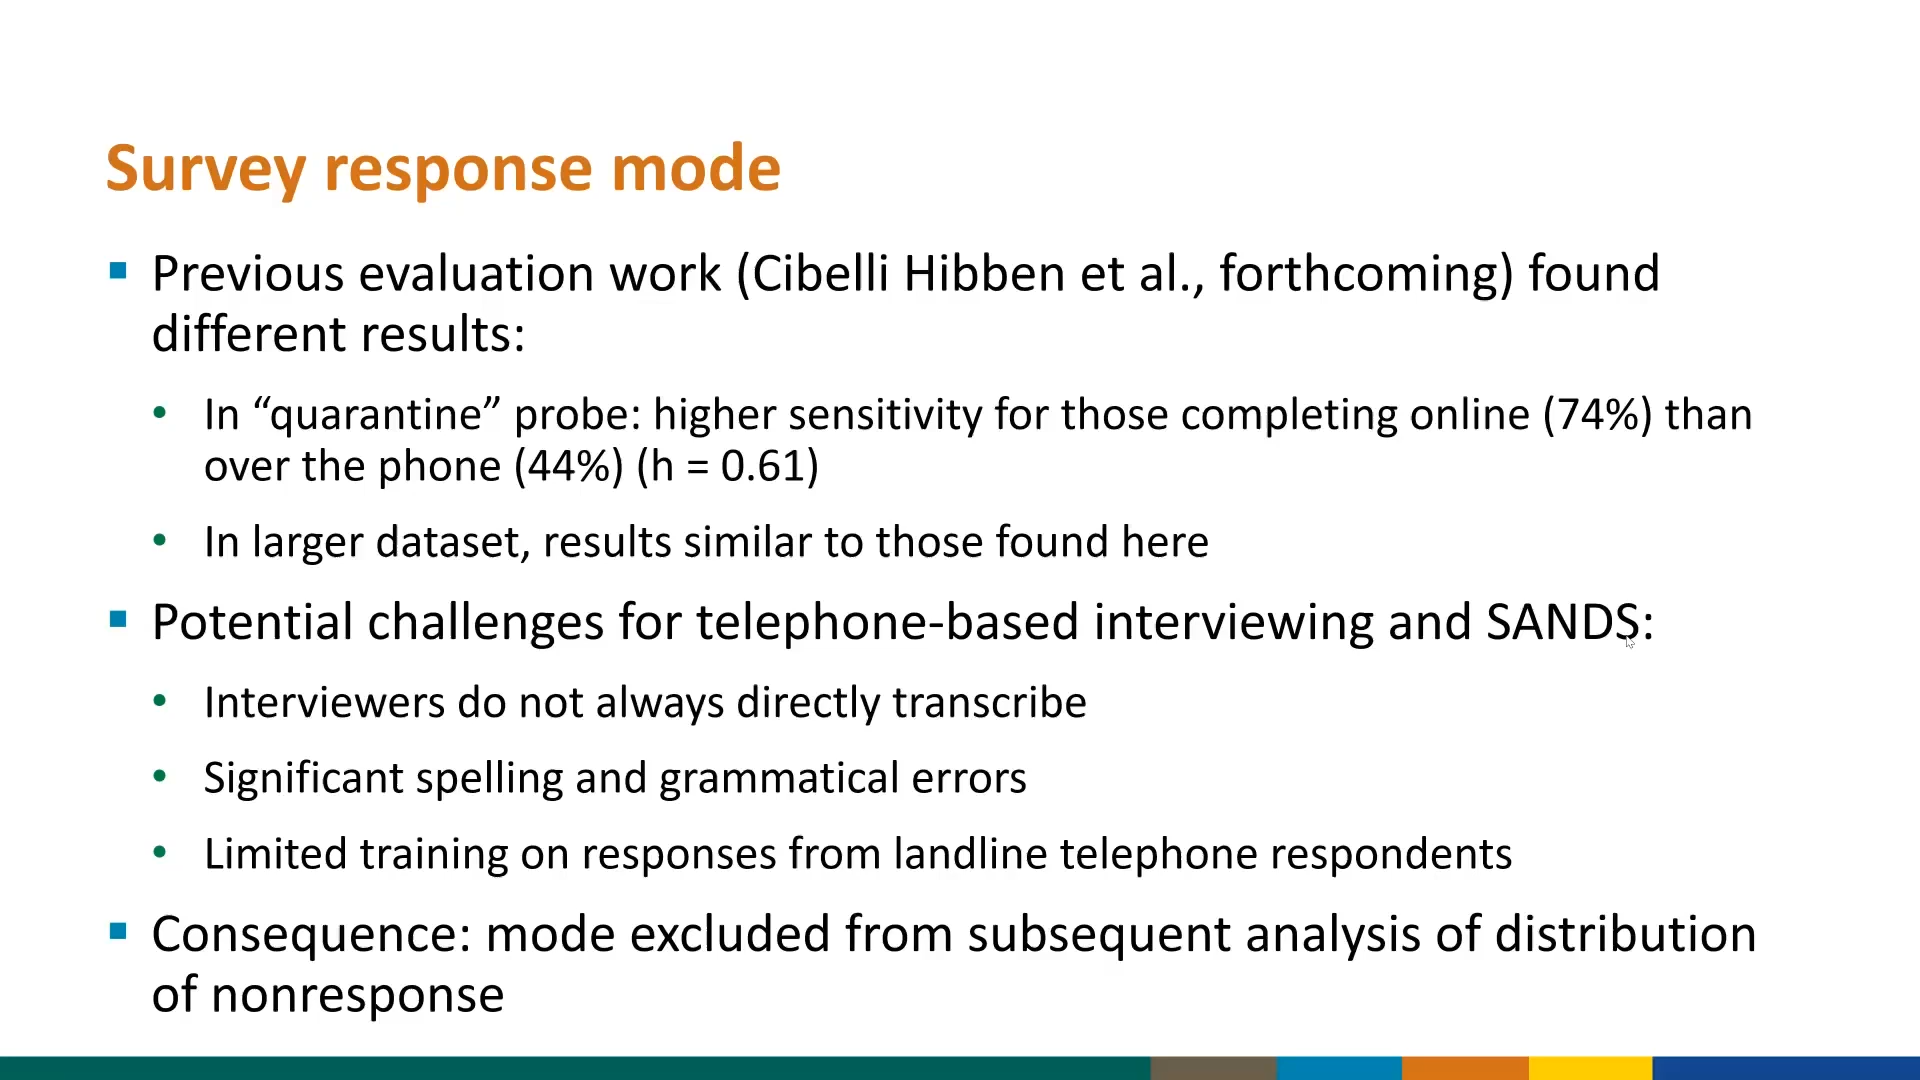 Survey response mode
Previous evaluation work (Cibelli Hibben et al., forthcoming) found
different results:
In “quarantine” probe: higher sensitivity for those completing online (74%) than
over the phone (44%) (h = 0.61)
In larger dataset, results similar to those found here
Potential challenges for telephone-based interviewing and SANDS:
Interviewers do not always directly transcribe
Significant spelling and grammatical errors
Limited training on responses from landline telephone respondents
Consequence: mode excluded from subsequent analysis of distribution
of nonresponse